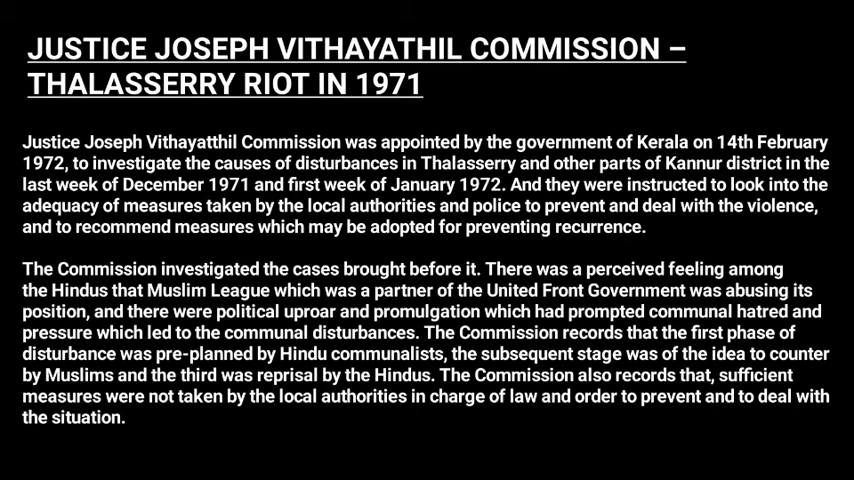 JUSTICE JOSEPH VITHAYATHIL COMMISSION –
THALASSERRY RIOT IN 1971
Justice Joseph Vithayatthil Commission was appointed by the government of Kerala on 14th February
1972, to investigate the causes of disturbances in Thalasserry and other parts of Kannur district in the
last week of December 1971 and first week of January 1972. And they were instructed to look into the
adequacy of measures taken by the local authorities and police to prevent and deal with the violence,
and to recommend measures which may be adopted for preventing recurrence.
The Commission investigated the cases brought before it. There was a perceived feeling among
the Hindus that Muslim League which was a partner of the United Front Government was abusing its
position, and there were political uproar and promulgation which had prompted communal hatred and
pressure which led to the communal disturbances. The Commission records that the first phase of
disturbance was pre-planned by Hindu communalists, the subsequent stage was of the idea to counter
by Muslims and the third was reprisal by the Hindus. The Commission also records that, sufficient
measures were not taken by the local authorities in charge of law and order to prevent and to deal with
the situation.